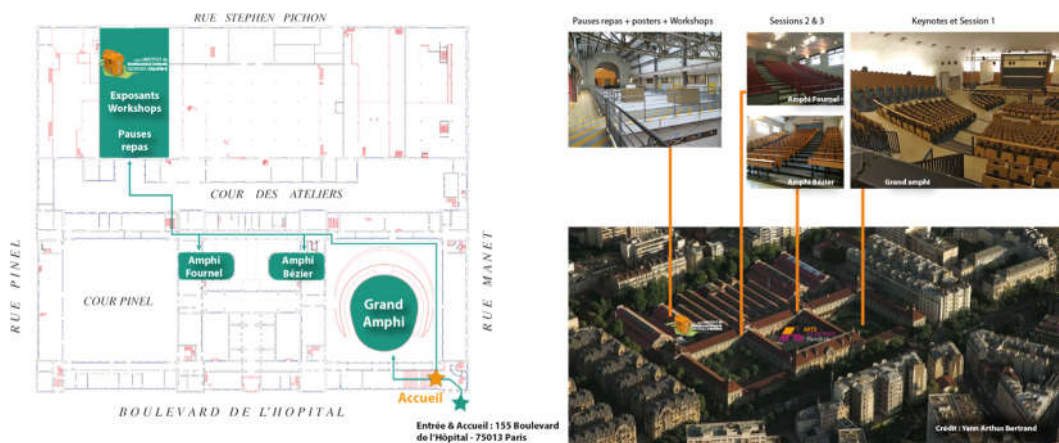 RUE STEPHEN PICHON
Exposants
Workshops
Pauses
repas
COUR DES ATELIERS
RUE PINEL
Amphi
Fournel
Amphi
Bézier
RUE MANET
COUR PINEL
Grand
Amphi
Accueil
BOULEVARD DE L'HOPITAL
Entrée & Accueil : 155 Boulevard
de l'Hôpital - 75013 Paris
Pauses repas + posters + Workshops
Sessions 2 & 3
Keynotes et Session 1
Amphi Fournel
Amphi Bézier
Grand amphi
ARTS
Crédit : Yann Arthus Bertrand